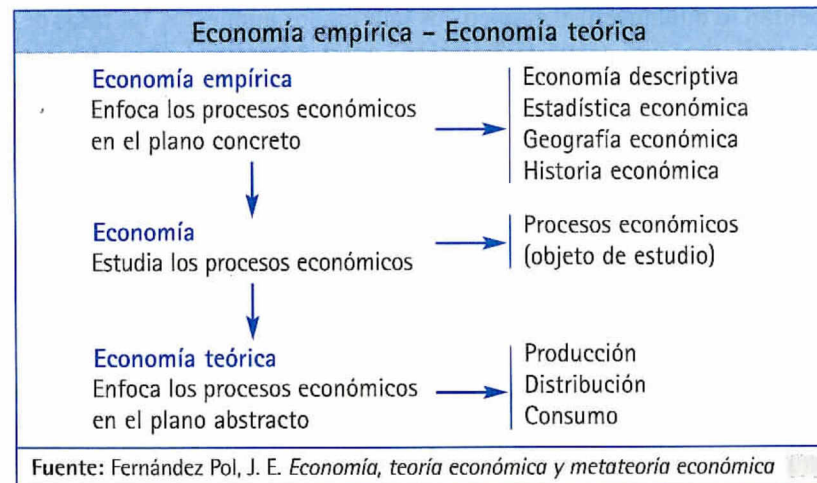 Economía empírica – Economía teórica
Economía empírica
Enfoca los procesos económicos
en el plano concreto
Economía descriptiva
Estadística económica
Geografía económica
Historia económica
Economía
Estudia los procesos económicos
Procesos económicos
(objeto de estudio)
Economía teórica
Enfoca los procesos económicos
en el plano abstracto
Producción
Distribución
Consumo
Fuente: Fernández Pol, J. E. Economía, teoría económica y metateoría económica